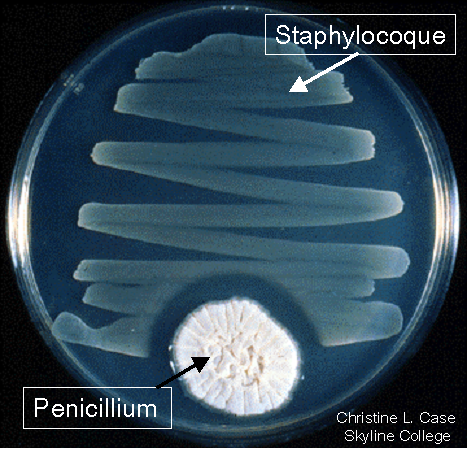 Staphylocoque
Penicillium
Christine L. Case
Skyline College